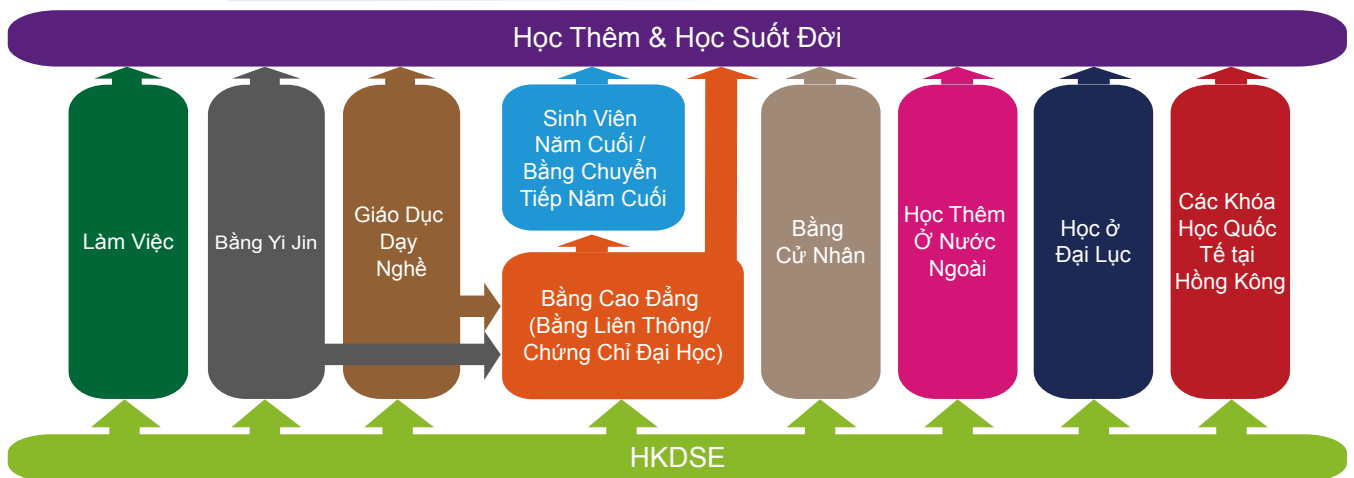 Học Thêm & Học Suốt Đời
Làm Việc
Bằng Yi Jin
Giáo Dục
Dạy
Nghề
Sinh Viên
Năm Cuối /
Bằng Chuyển
Tiếp Năm Cuối
Bằng Cao Đẳng
(Bằng Liên Thông/
Chứng Chỉ Đại Học)
Bằng
Cử Nhân
Học Thêm
Ở Nước
Ngoài
Học ở
Đại Lục
Các Khóa
Học Quốc
Tế tại
Hồng Kông
HKDSE